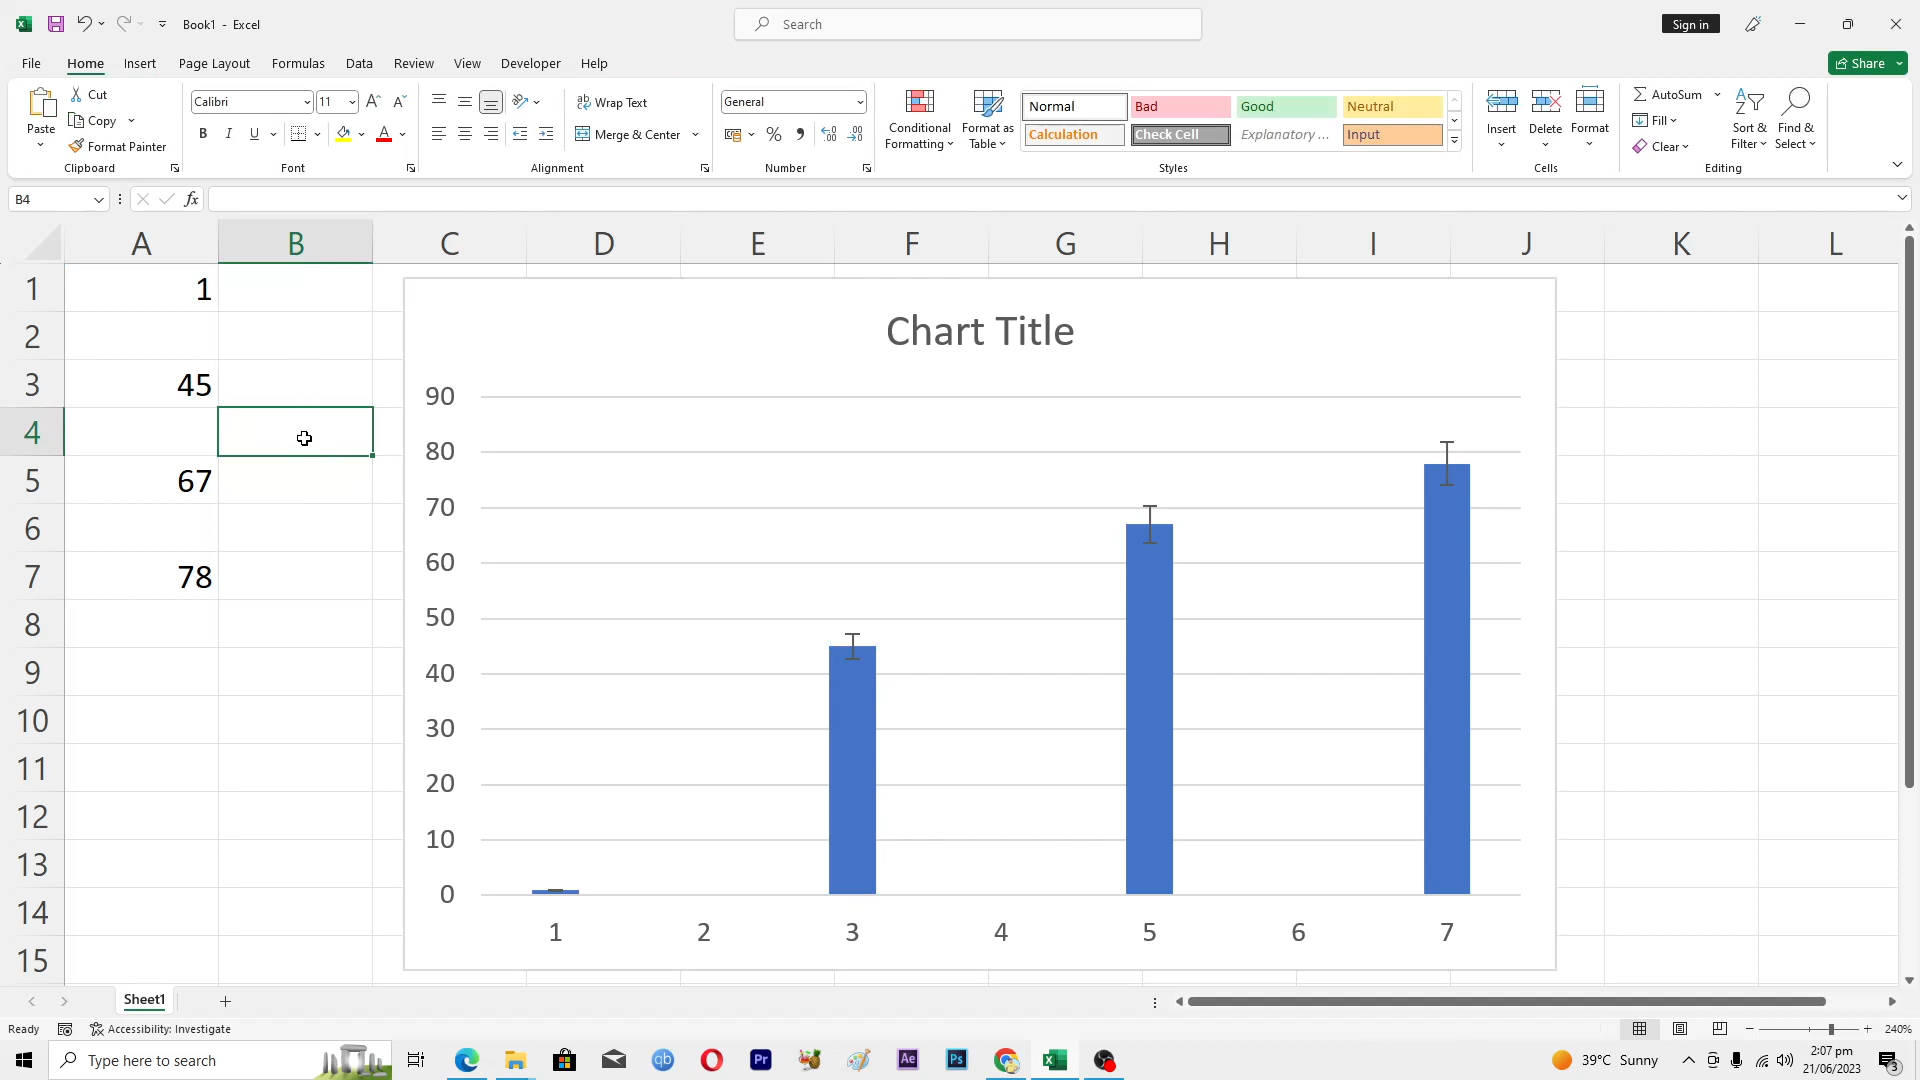 Book1 - Excel
Search
Sign in
File Home Insert Page Layout Formulas Data Review View Developer Help
Share
Paste
Cut
Copy
Format Painter
Clipboard
Calibri 11
B I U
A A
Font
Wrap Text
Merge & Center
Alignment
General
% ,
Number
Conditional Formatting
Format as Table
Normal Bad Good Neutral
Calculation Check Cell Explanatory ... Input
Styles
Insert Delete Format
Cells
AutoSum
Fill
Clear
Sort & Filter
Find & Select
Editing
B4
fx
A B C D E F G H I J K L
1 1
2
3 45
4
5 67
6
7 78
8
9
10
11
12
13
14
15
Chart Title
90
80
70
60
50
40
30
20
10
0
1 2 3 4 5 6 7
Sheet1
Ready
Accessibility: Investigate
240%
Type here to search
qb
Pr
Ae
Ps
39°C Sunny
2:07 pm
21/06/2023
3